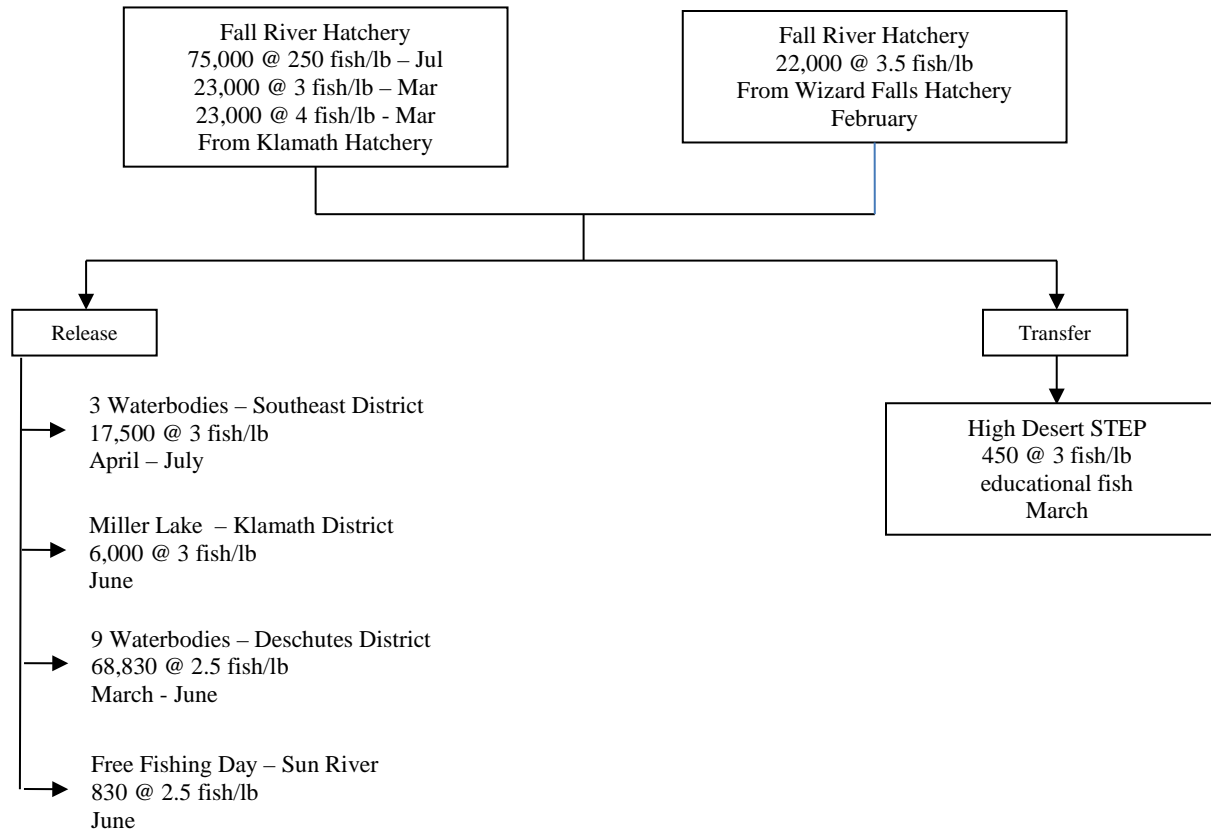 Fall River Hatchery
75,000 @ 250 fish/lb – Jul
23,000 @ 3 fish/lb – Mar
23,000 @ 4 fish/lb - Mar
From Klamath Hatchery
Fall River Hatchery
22,000 @ 3.5 fish/lb
From Wizard Falls Hatchery
February
Release
3 Waterbodies – Southeast District
17,500 @ 3 fish/lb
April – July
Miller Lake – Klamath District
6,000 @ 3 fish/lb
June
9 Waterbodies – Deschutes District
68,830 @ 2.5 fish/lb
March - June
Free Fishing Day – Sun River
830 @ 2.5 fish/lb
June
Transfer
High Desert STEP
450 @ 3 fish/lb
educational fish
March